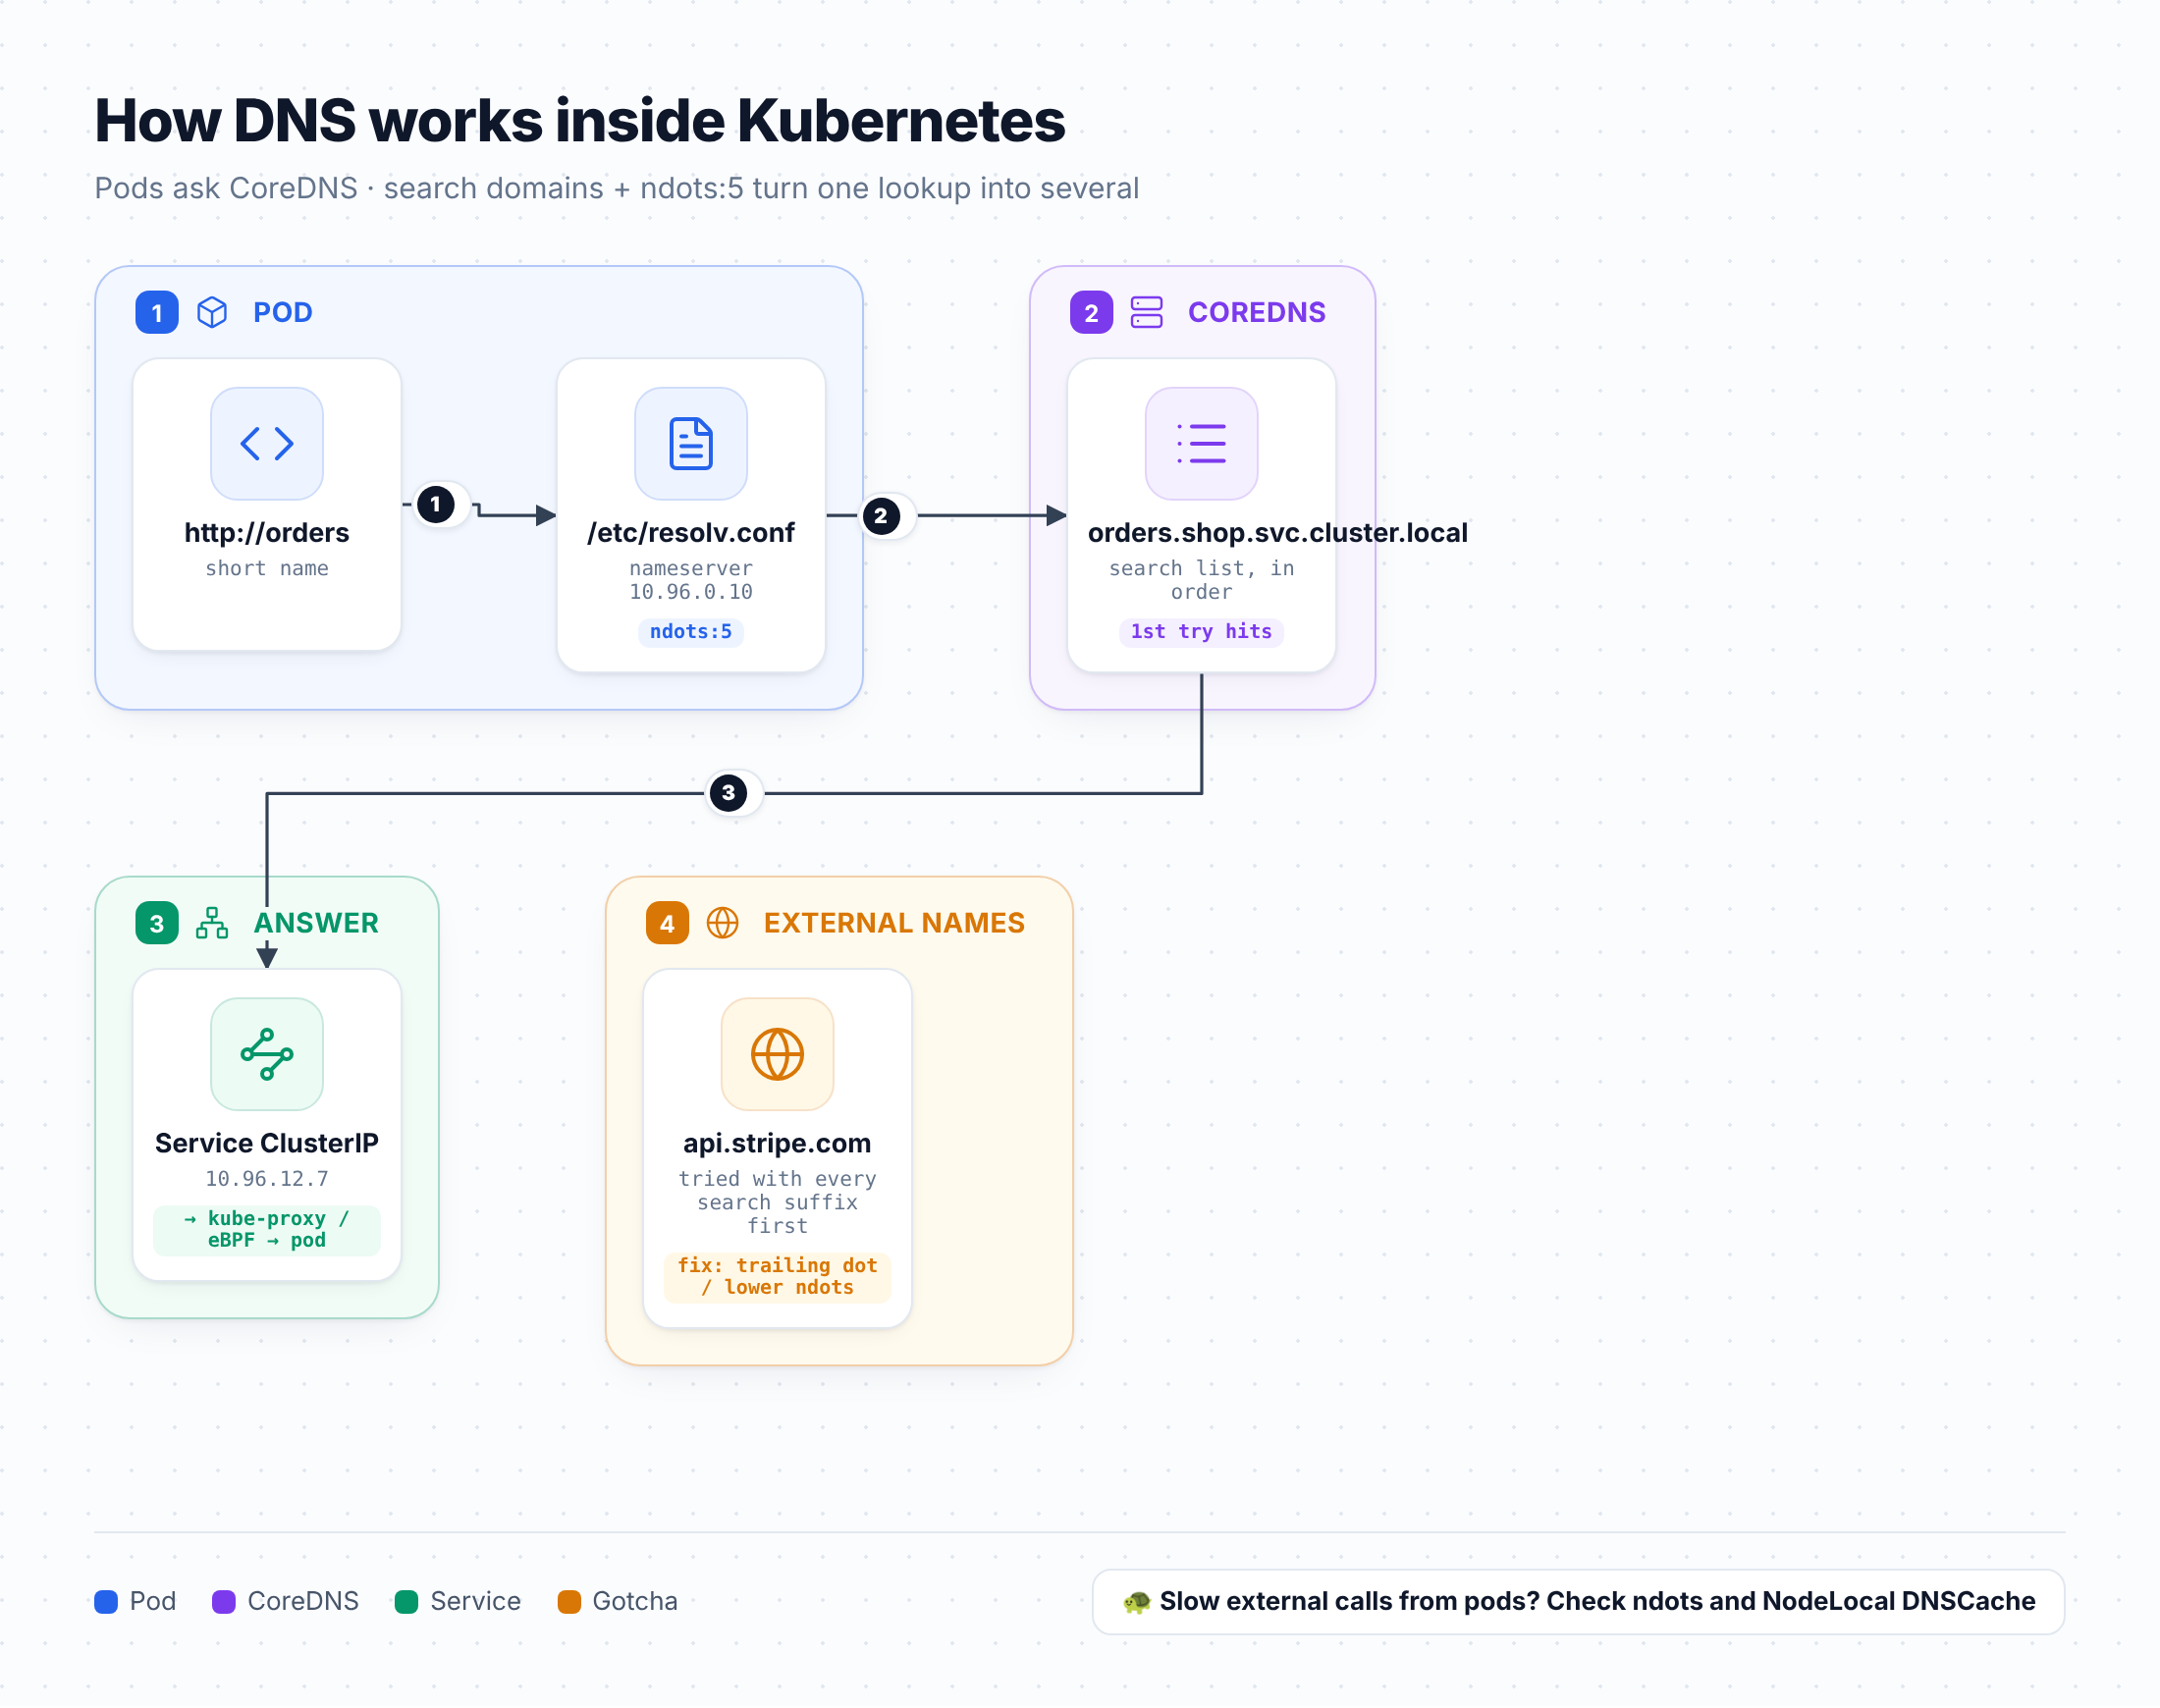 How DNS works inside Kubernetes
Pods ask CoreDNS · search domains + ndots:5 turn one lookup into several
1 POD
http://orders
short name
1
/etc/resolv.conf
nameserver
10.96.0.10
ndots:5
2
2 COREDNS
orders.shop.svc.cluster.local
search list, in
order
1st try hits
3
3 ANSWER
Service ClusterIP
10.96.12.7
→ kube-proxy /
eBPF → pod
4 EXTERNAL NAMES
api.stripe.com
tried with every
search suffix
first
fix: trailing dot
/ lower ndots
Pod
CoreDNS
Service
Gotcha
🐢 Slow external calls from pods? Check ndots and NodeLocal DNSCache